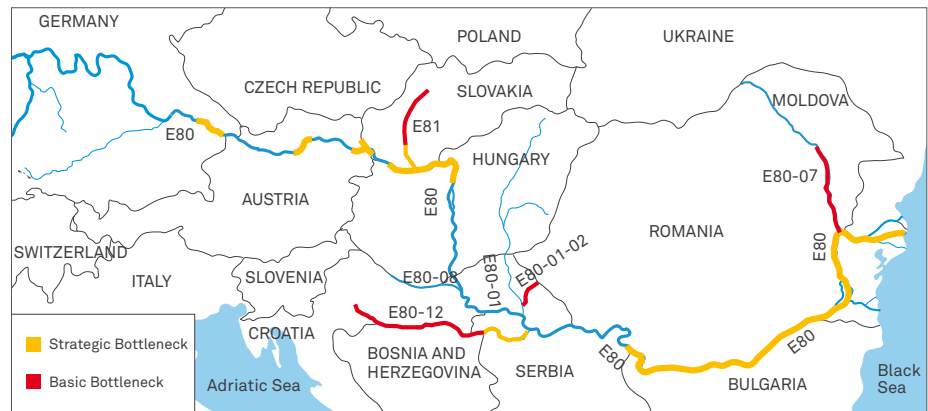 GERMANY
POLAND
UKRAINE
CZECH REPUBLIC
SLOVAKIA
MOLDOVA
E80
E81
HUNGARY
E80-07
AUSTRIA
E80
ROMANIA
E80
SWITZERLAND
ITALY
SLOVENIA
E80-08
E80-01
E80-01-02
E80-12
CROATIA
Strategic Bottleneck
BOSNIA AND
HERZEGOVINA
SERBIA
E80
E80
Basic Bottleneck
Adriatic Sea
BULGARIA
Black
Sea